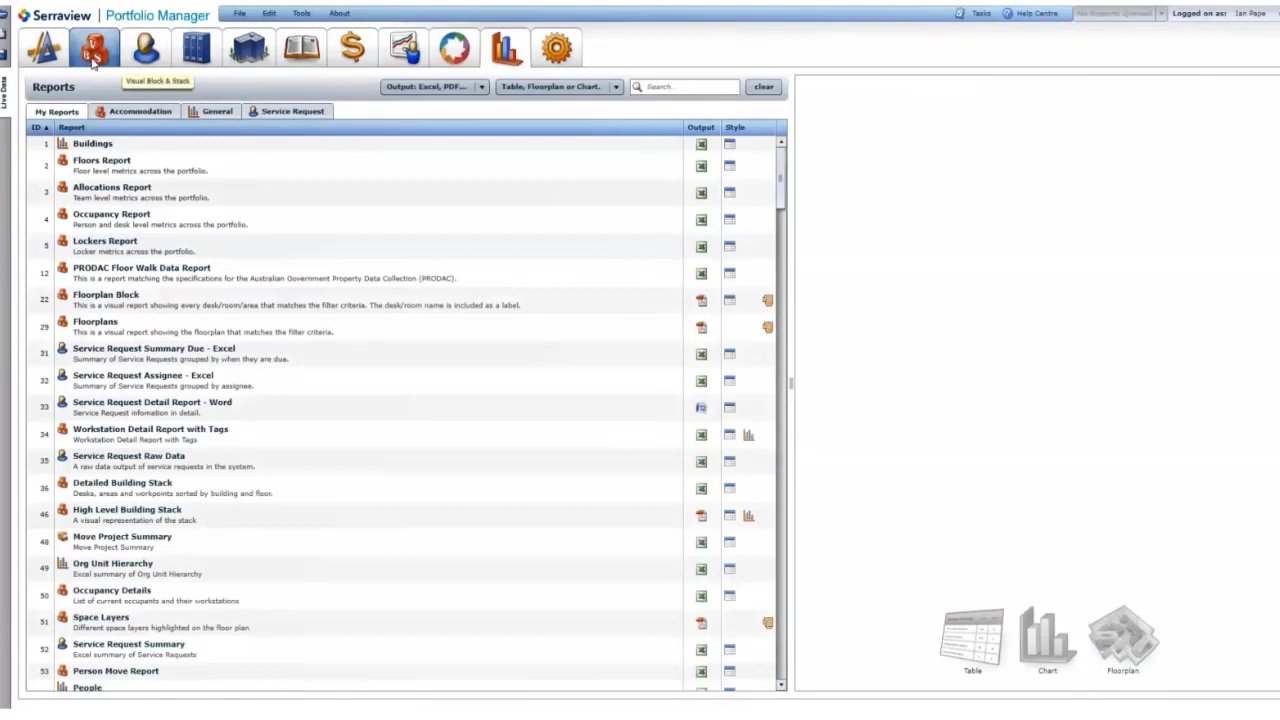 Serraview Portfolio Manager File Edit Tools About Tasks Help Centre No Reports Queued Logged on as: Ian Pape
Live Data
Visual Block & Stack
Reports Output: Excel, PDF... Table, Floorplan or Chart. Search... clear
My Reports Accommodation General Service Request
ID Report Output Style
1 Buildings
2 Floors Report
Floor level metrics across the portfolio.
3 Allocations Report
Team level metrics across the portfolio.
4 Occupancy Report
Person and desk level metrics across the portfolio.
5 Lockers Report
Locker metrics across the portfolio.
12 PRODAC Floor Walk Data Report
This is a report matching the specifications for the Australian Government Property Data Collection (PRODAC).
22 Floorplan Block
This is a visual report showing every desk/room/area that matches the filter criteria. The desk/room name is included as a label.
29 Floorplans
This is a visual report showing the floorplan that matches the filter criteria.
31 Service Request Summary Due - Excel
Summary of Service Requests grouped by when they are due.
32 Service Request Assignee - Excel
Summary of Service Requests grouped by assignee.
33 Service Request Detail Report - Word
Service Request infomation in detail.
34 Workstation Detail Report with Tags
Workstation Detail Report with Tags
35 Service Request Raw Data
A raw data output of service requests in the system.
36 Detailed Building Stack
Desks, areas and workpoints sorted by building and floor.
46 High Level Building Stack
A visual representation of the stack
48 Move Project Summary
Move Project Summary
49 Org Unit Hierarchy
Excel summary of Org Unit Hierarchy
50 Occupancy Details
List of current occupants and their workstations
51 Space Layers
Different space layers highlighted on the floor plan
52 Service Request Summary
Excel summary of Service Requests
53 Person Move Report
People
Table Chart Floorplan